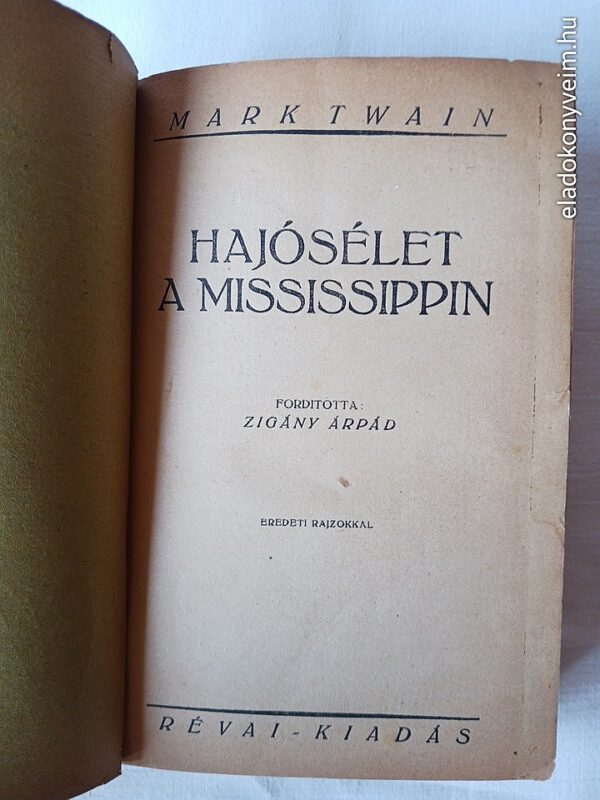 MARK TWAIN
HAJÓSÉLET
A MISSISSIPPIN
FORDITOTTA:
ZIGÁNY ÁRPÁD
EREDETI RAJZOKKAL
RÉVAI-KIADÁS
eladokonyveim.hu